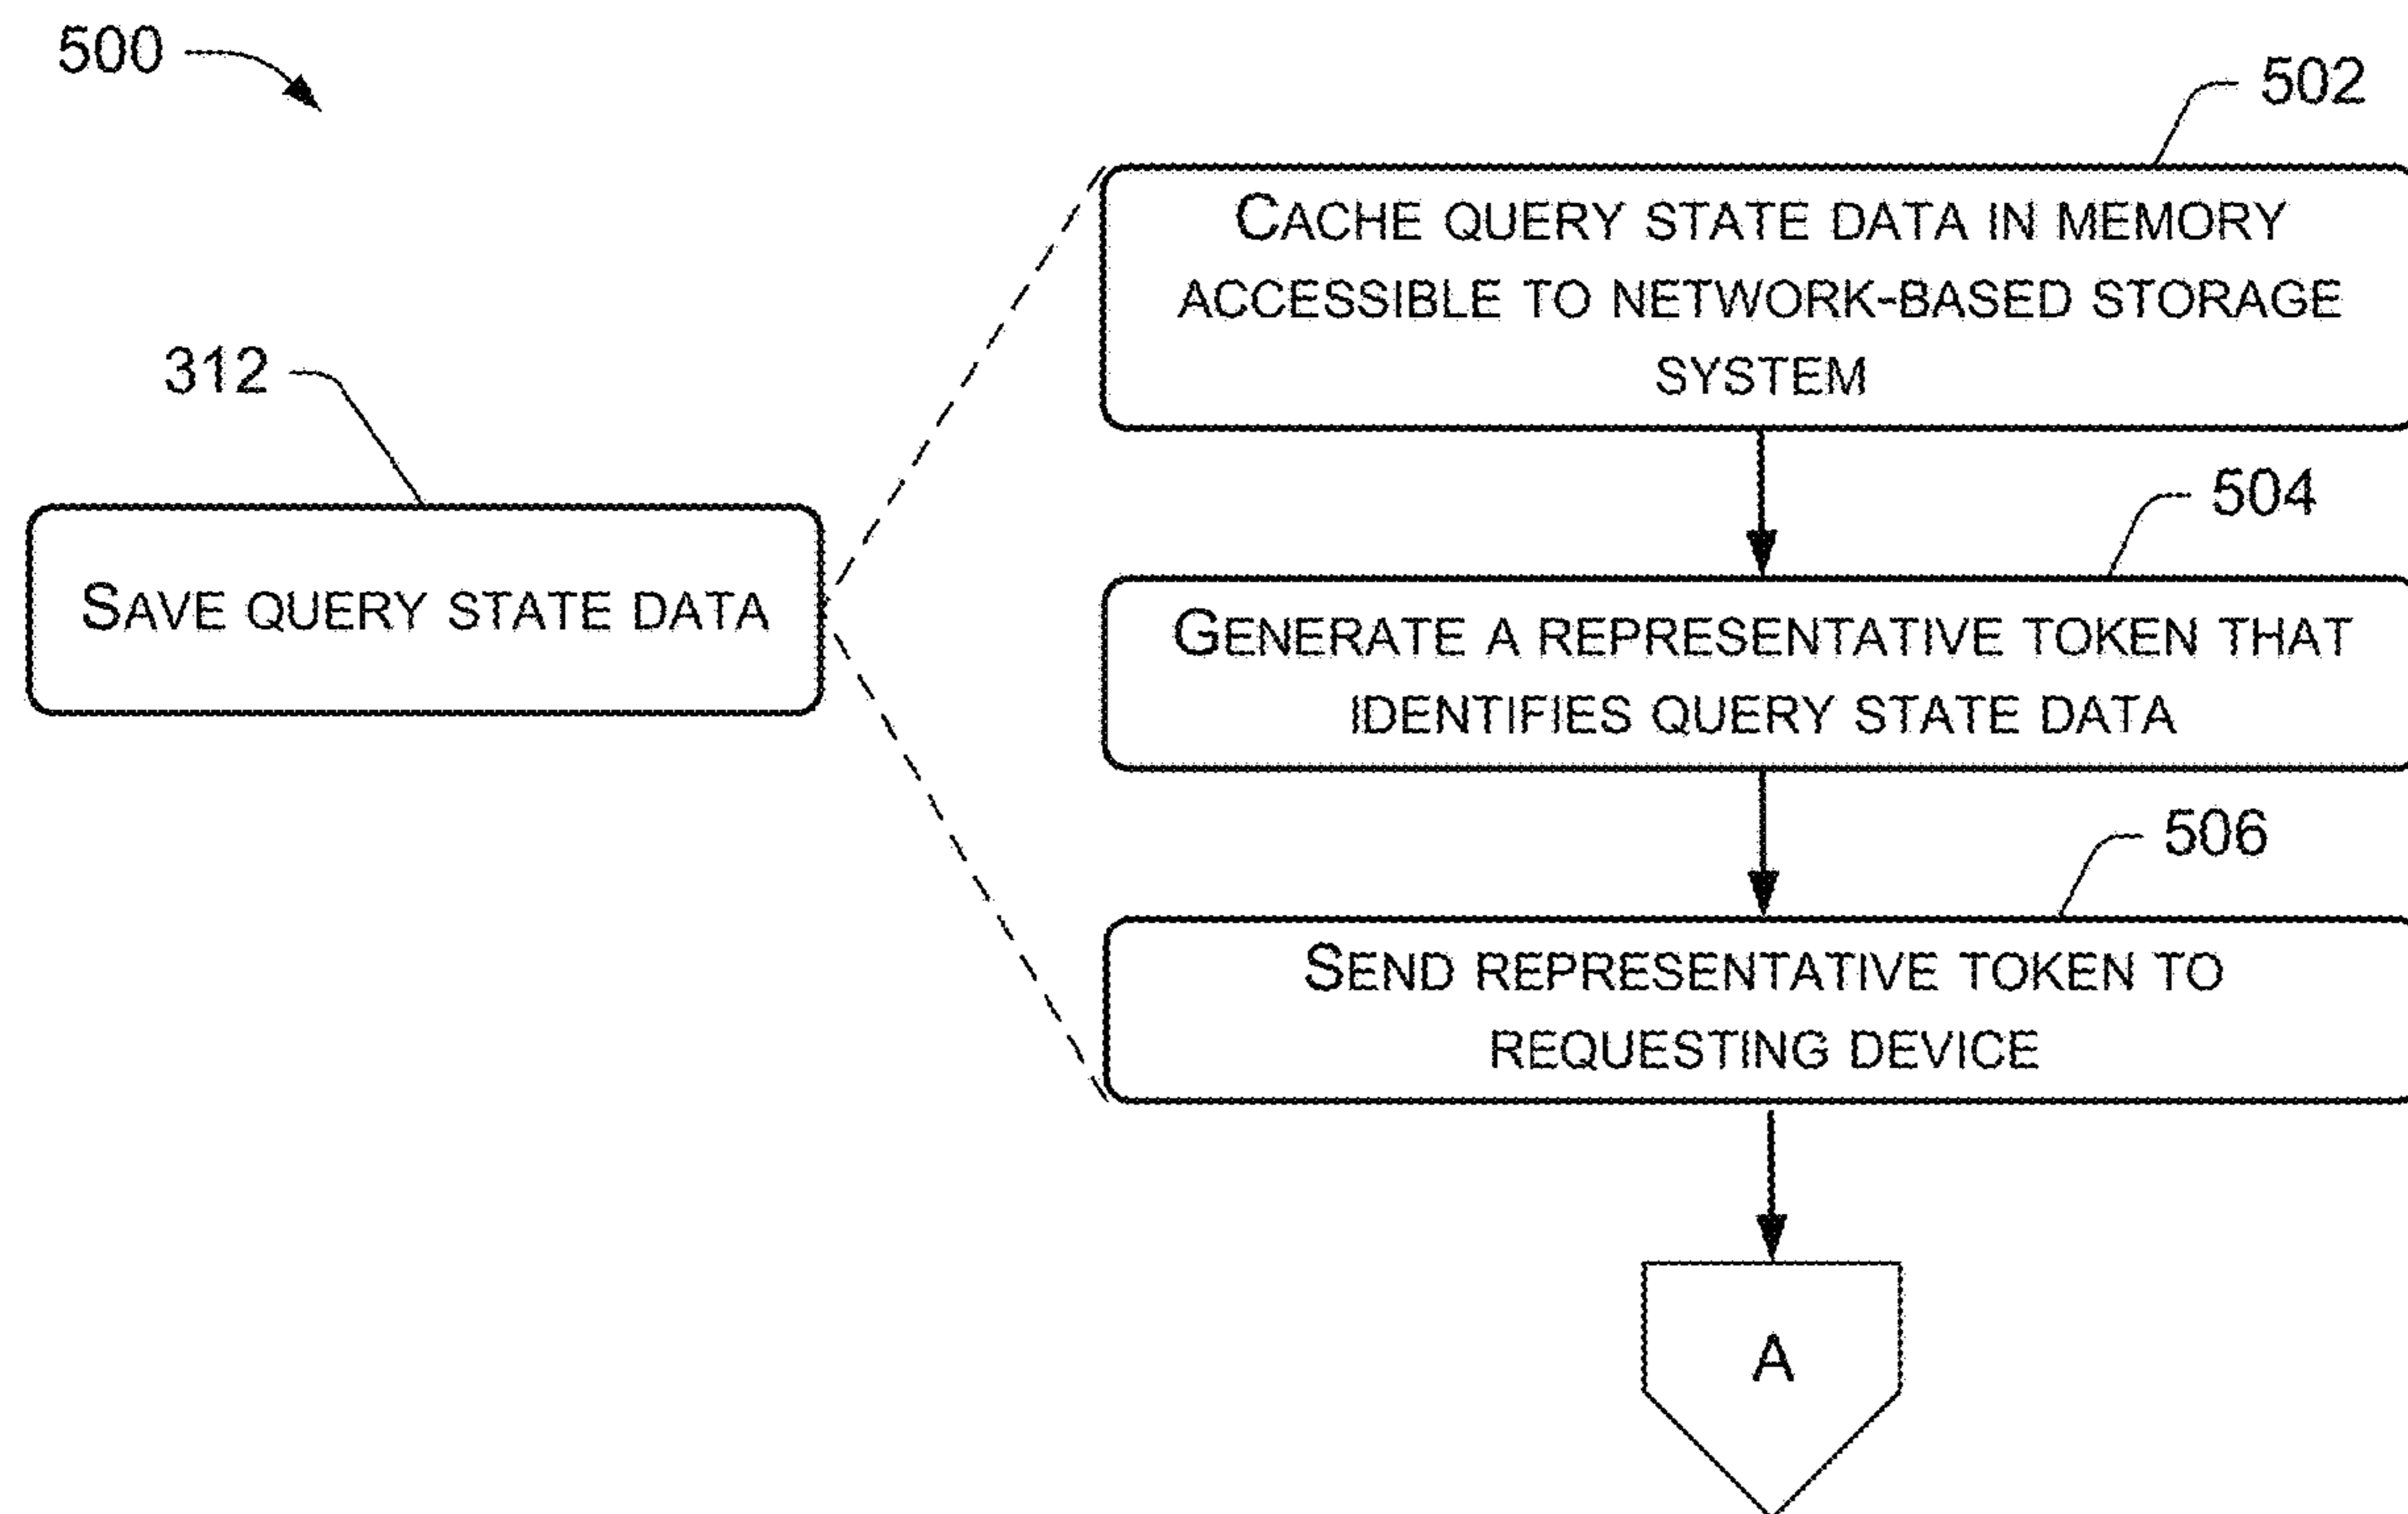 500
502
CACHE QUERY STATE DATA IN MEMORY
ACCESSIBLE TO NETWORK-BASED STORAGE
SYSTEM
312
504
SAVE QUERY STATE DATA
GENERATE A REPRESENTATIVE TOKEN THAT
IDENTIFIES QUERY STATE DATA
506
SEND REPRESENTATIVE TOKEN TO
REQUESTING DEVICE
A